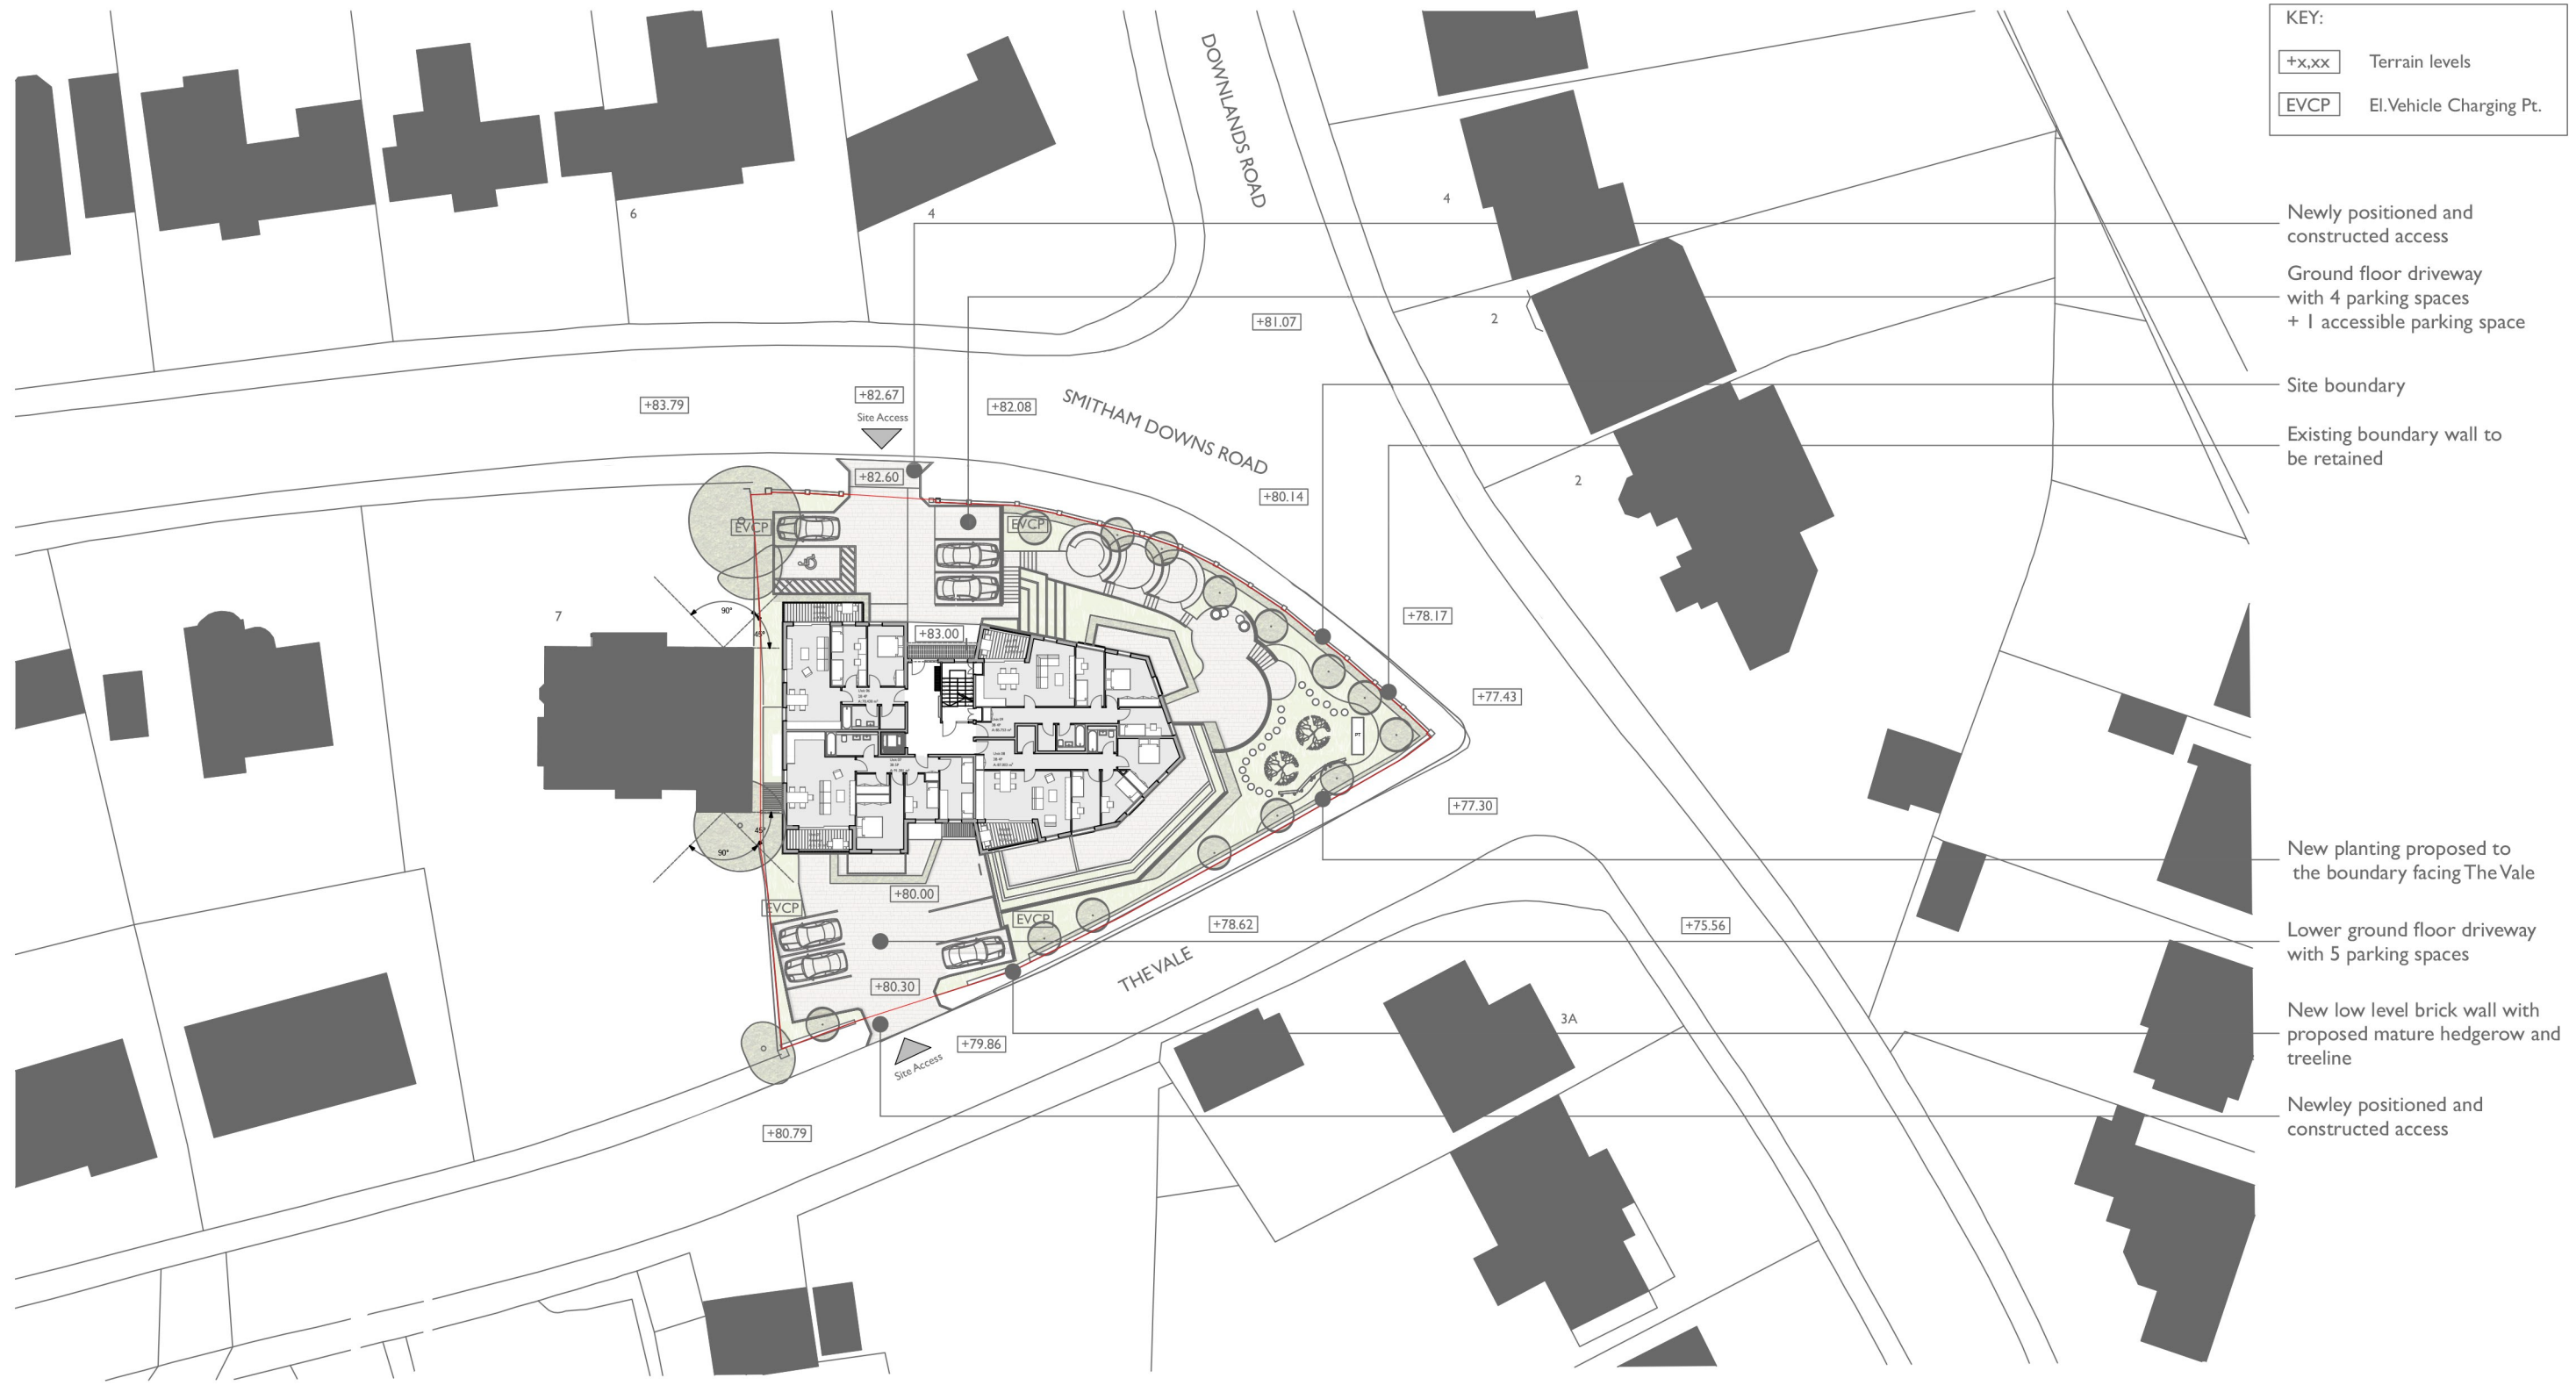 KEY:
+x,xx Terrain levels
EVCP El.Vehicle Charging Pt.
DOWNLANDS ROAD
6
4
4
Newly positioned and
constructed access
Ground floor driveway
with 4 parking spaces
+ 1 accessible parking space
+81.07
2
Site boundary
+83.79
+82.67
Site Access
+82.08
SMITHAM DOWNS ROAD
Existing boundary wall to
be retained
+82.60
2
+80.14
EVCP
EVCP
7
90°
45°
+83.00
+78.17
+77.43
+77.30
45°
90°
New planting proposed to
the boundary facing The Vale
+80.00
EVCP
EVCP
+78.62
+75.56
Lower ground floor driveway
with 5 parking spaces
THE VALE
+80.30
3A
New low level brick wall with
proposed mature hedgerow and
treeline
+79.86
Site Access
Newley positioned and
constructed access
+80.79